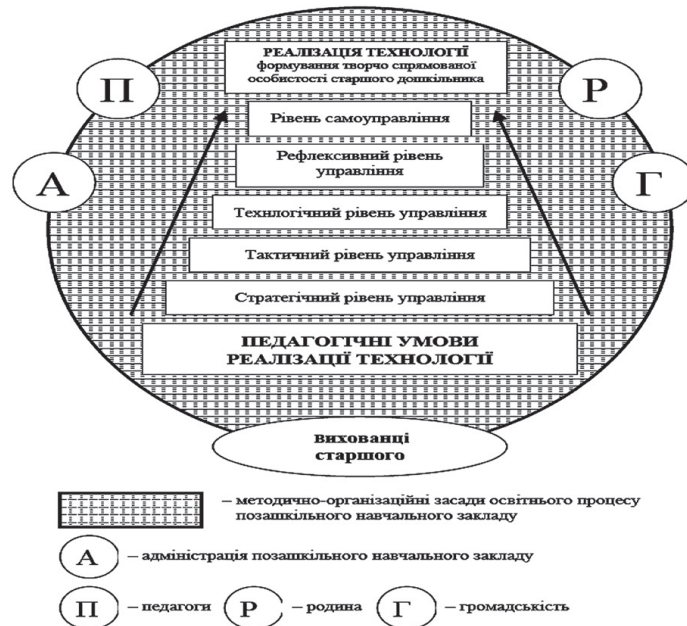 РЕАЛІЗАЦІЯ ТЕХНОЛОГІЇ
формування творчо спрямованої
особистості старшого дошкільника
П
Р
Рівень самоуправління
Рефлексивний рівень
управління
А
Г
Технлогічний рівень управління
Тактичний рівень управління
Стратегічний рівень управління
ПЕДАГОГІЧНІ УМОВИ
РЕАЛІЗАЦІЇ ТЕХНОЛОГІЇ
Вихованці
старшого
– методично-організаційні засади освітнього процесу
позашкільного навчального закладу
А – адміністрація позашкільного навчального закладу
П – педагоги Р – родина Г – громадськість